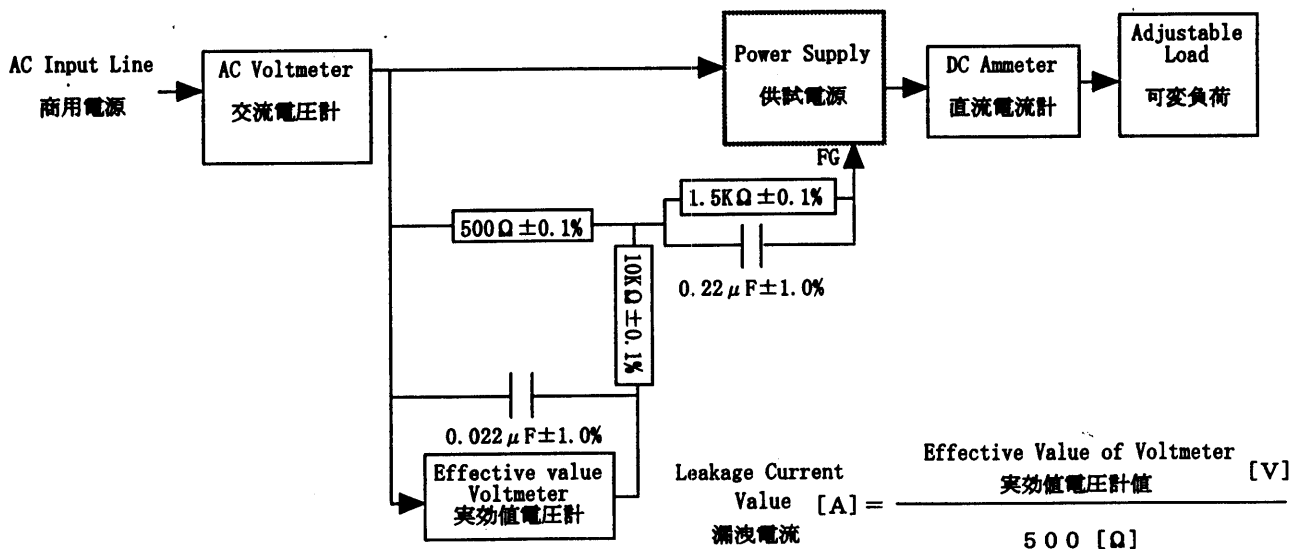 AC Input Line
商用電源
AC Voltmeter
交流電圧計
Power Supply
供試電源
DC Ammeter
直流電流計
Adjustable
Load
可変負荷
FG
1.5KΩ±0.1%
500Ω±0.1%
0.22μF±1.0%
10KΩ±0.1%
0.022μF±1.0%
Effective value
Voltmeter
実効値電圧計
Leakage Current
Value [A]=
漏洩電流
Effective Value of Voltmeter
実効値電圧計値 [V]
500 [Ω]